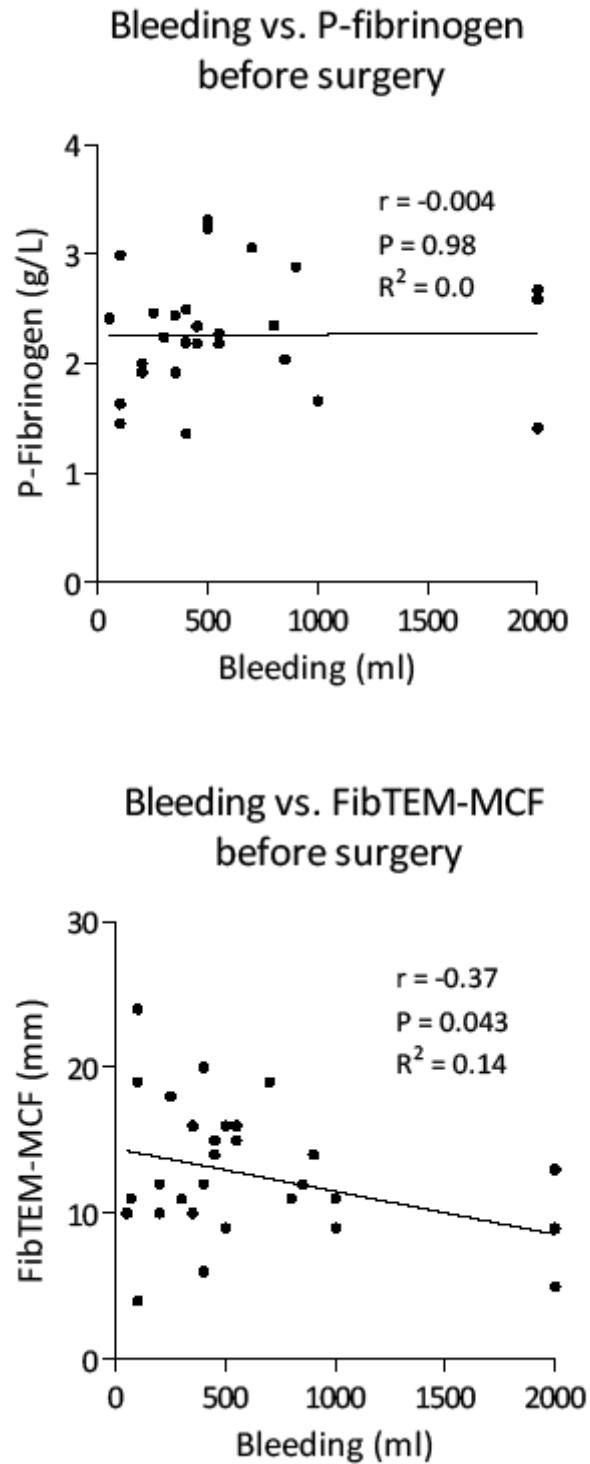 Bleeding vs. P-fibrinogen
before surgery
4
3
2
1
0
P-Fibrinogen (g/L)
r = -0.004
P = 0.98
R² = 0.0
0 500 1000 1500 2000
Bleeding (ml)
Bleeding vs. FibTEM-MCF
before surgery
30
20
10
0
FibTEM-MCF (mm)
r = -0.37
P = 0.043
R² = 0.14
0 500 1000 1500 2000
Bleeding (ml)